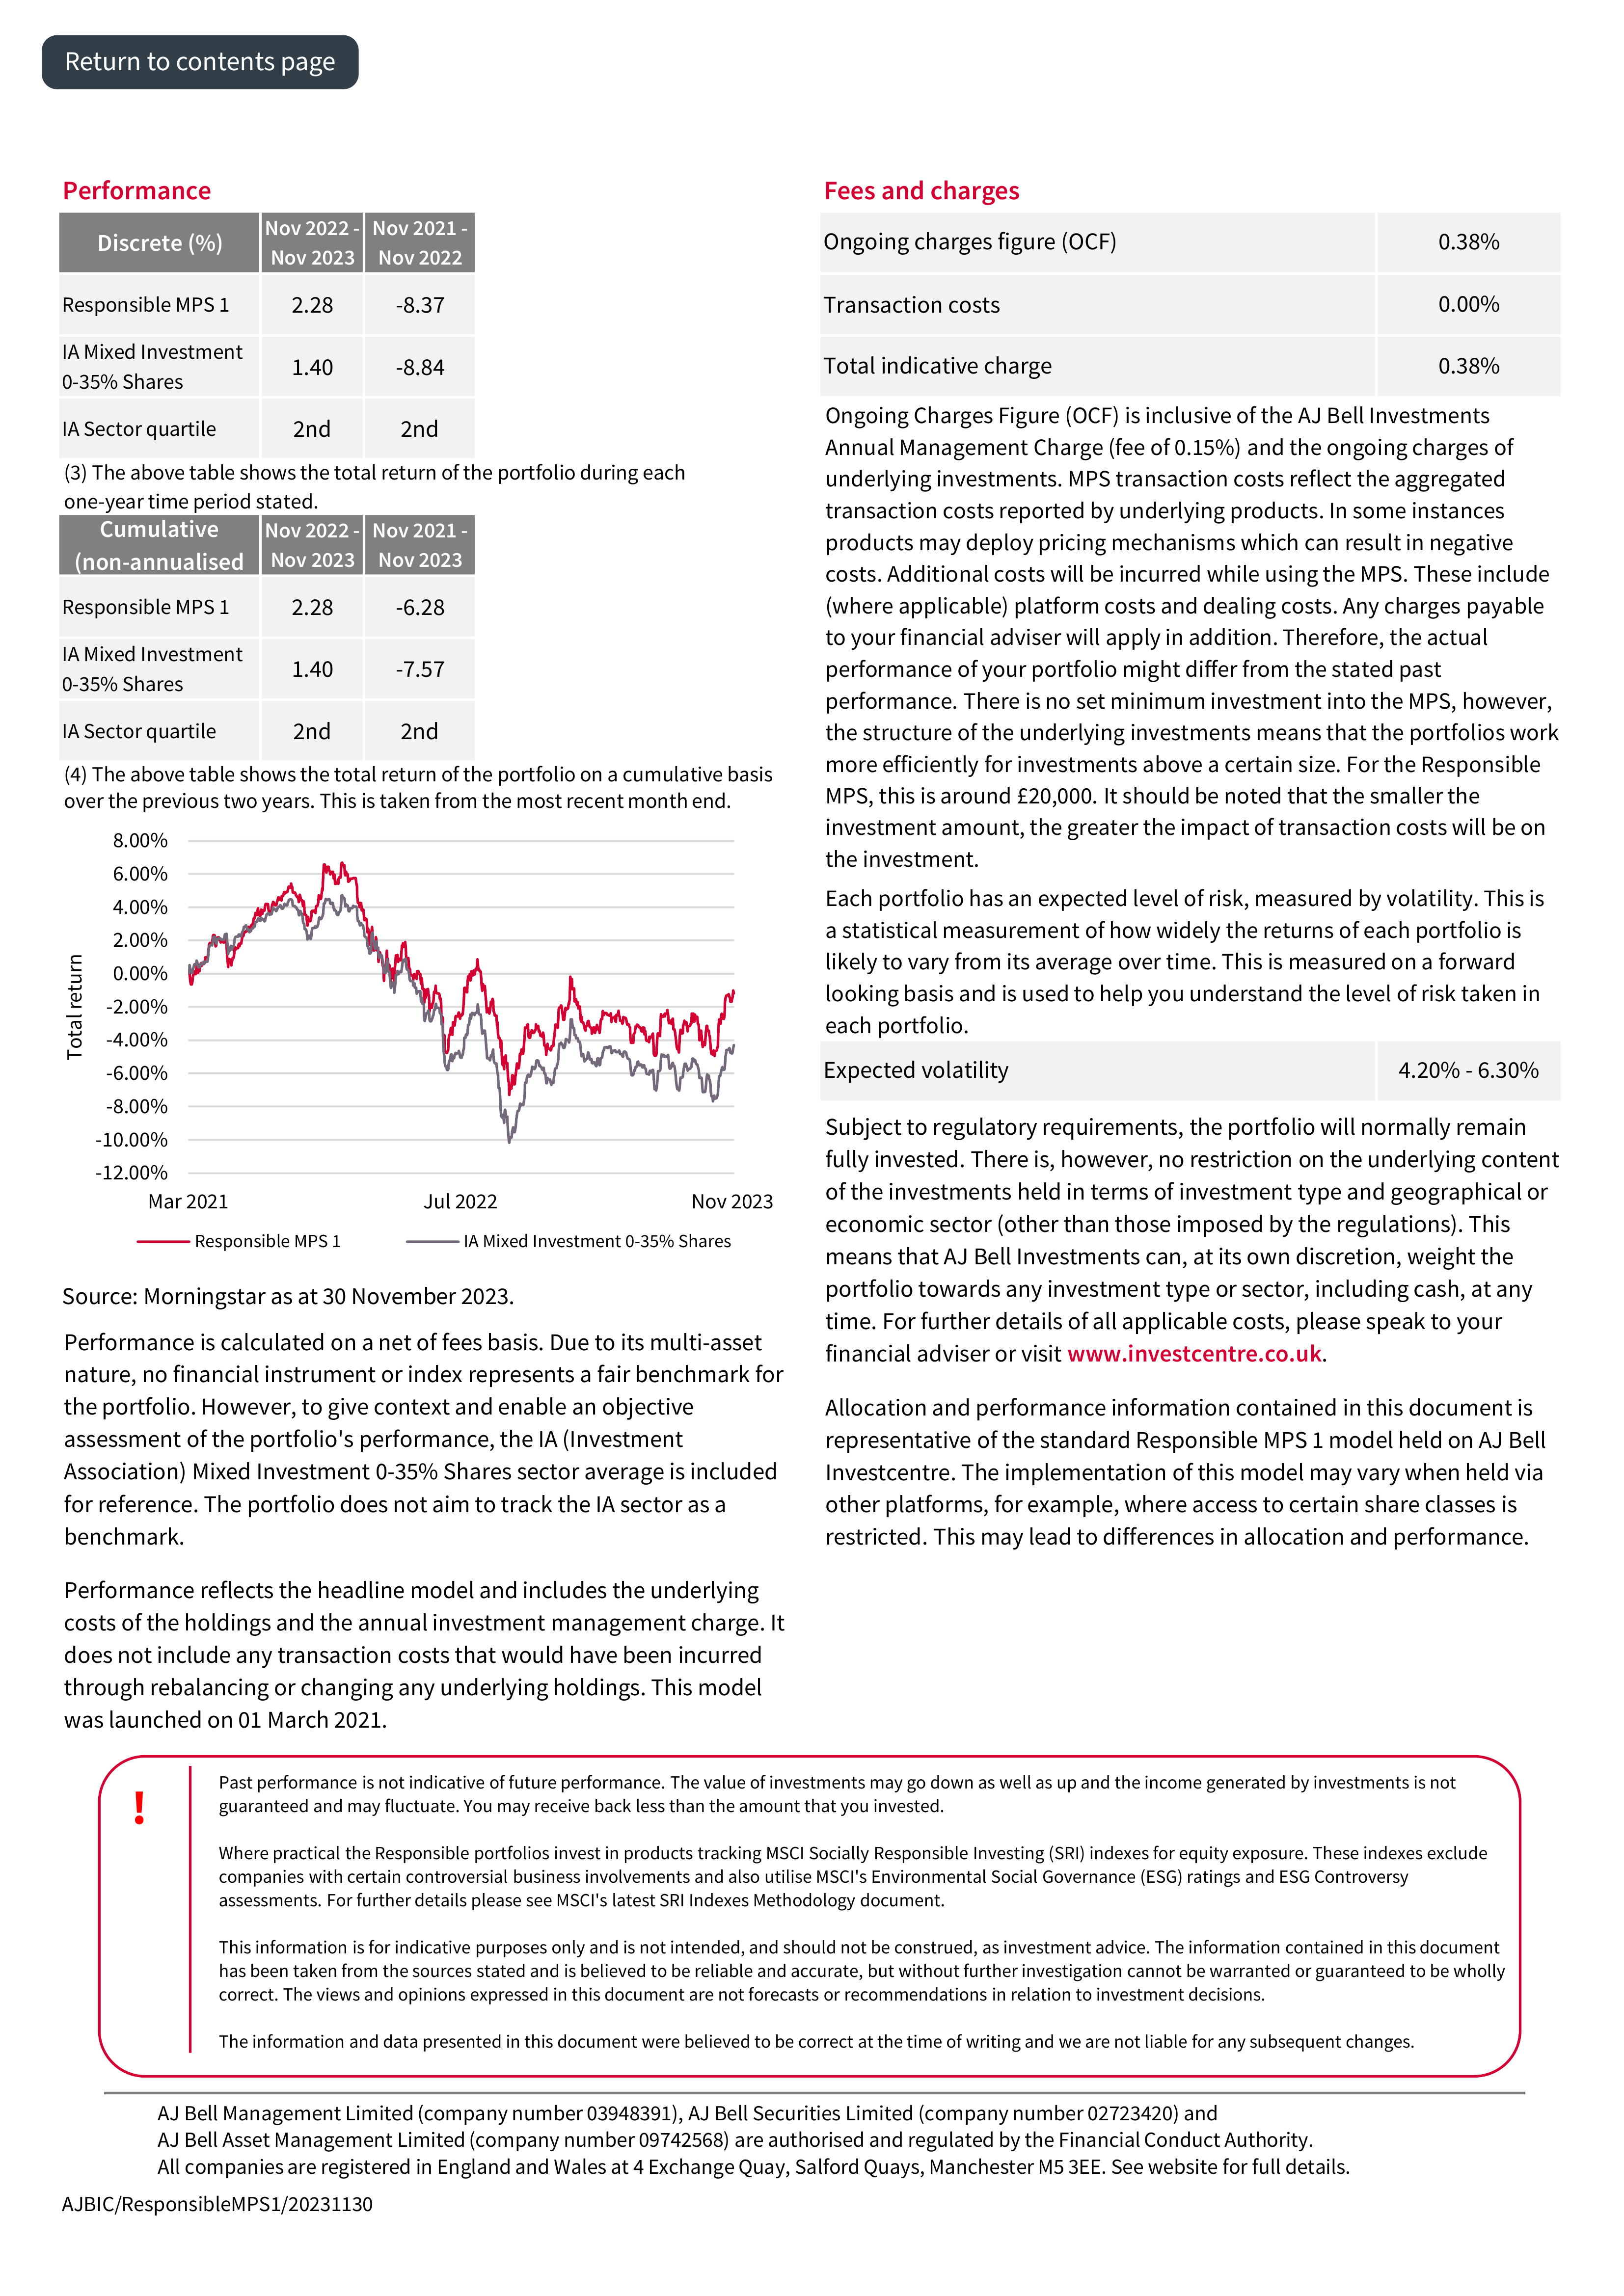 Return to contents page
Performance
Discrete (%)
Nov 2022 -
Nov 2023
Nov 2021 -
Nov 2022
Responsible MPS 1
2.28
-8.37
IA Mixed Investment
0-35% Shares
1.40
-8.84
IA Sector quartile
2nd
2nd
(3) The above table shows the total return of the portfolio during each
one-year time period stated.
Cumulative
(non-annualised
Nov 2022 -
Nov 2023
Nov 2021 -
Nov 2023
Responsible MPS 1
2.28
-6.28
IA Mixed Investment
0-35% Shares
1.40
-7.57
IA Sector quartile
2nd
2nd
(4) The above table shows the total return of the portfolio on a cumulative basis
over the previous two years. This is taken from the most recent month end.
Total return
8.00%
6.00%
4.00%
2.00%
0.00%
-2.00%
-4.00%
-6.00%
-8.00%
-10.00%
-12.00%
Mar 2021
Jul 2022
Nov 2023
Responsible MPS 1
IA Mixed Investment 0-35% Shares
Source: Morningstar as at 30 November 2023.
Performance is calculated on a net of fees basis. Due to its multi-asset
nature, no financial instrument or index represents a fair benchmark for
the portfolio. However, to give context and enable an objective
assessment of the portfolio's performance, the IA (Investment
Association) Mixed Investment 0-35% Shares sector average is included
for reference. The portfolio does not aim to track the IA sector as a
benchmark.
Performance reflects the headline model and includes the underlying
costs of the holdings and the annual investment management charge. It
does not include any transaction costs that would have been incurred
through rebalancing or changing any underlying holdings. This model
was launched on 01 March 2021.
Fees and charges
Ongoing charges figure (OCF)
0.38%
Transaction costs
0.00%
Total indicative charge
0.38%
Ongoing Charges Figure (OCF) is inclusive of the AJ Bell Investments
Annual Management Charge (fee of 0.15%) and the ongoing charges of
underlying investments. MPS transaction costs reflect the aggregated
transaction costs reported by underlying products. In some instances
products may deploy pricing mechanisms which can result in negative
costs. Additional costs will be incurred while using the MPS. These include
(where applicable) platform costs and dealing costs. Any charges payable
to your financial adviser will apply in addition. Therefore, the actual
performance of your portfolio might differ from the stated past
performance. There is no set minimum investment into the MPS, however,
the structure of the underlying investments means that the portfolios work
more efficiently for investments above a certain size. For the Responsible
MPS, this is around £20,000. It should be noted that the smaller the
investment amount, the greater the impact of transaction costs will be on
the investment.
Each portfolio has an expected level of risk, measured by volatility. This is
a statistical measurement of how widely the returns of each portfolio is
likely to vary from its average over time. This is measured on a forward
looking basis and is used to help you understand the level of risk taken in
each portfolio.
Expected volatility
4.20% - 6.30%
Subject to regulatory requirements, the portfolio will normally remain
fully invested. There is, however, no restriction on the underlying content
of the investments held in terms of investment type and geographical or
economic sector (other than those imposed by the regulations). This
means that AJ Bell Investments can, at its own discretion, weight the
portfolio towards any investment type or sector, including cash, at any
time. For further details of all applicable costs, please speak to your
financial adviser or visit www.investcentre.co.uk.
Allocation and performance information contained in this document is
representative of the standard Responsible MPS 1 model held on AJ Bell
Investcentre. The implementation of this model may vary when held via
other platforms, for example, where access to certain share classes is
restricted. This may lead to differences in allocation and performance.
!
Past performance is not indicative of future performance. The value of investments may go down as well as up and the income generated by investments is not
guaranteed and may fluctuate. You may receive back less than the amount that you invested.
Where practical the Responsible portfolios invest in products tracking MSCI Socially Responsible Investing (SRI) indexes for equity exposure. These indexes exclude
companies with certain controversial business involvements and also utilise MSCI's Environmental Social Governance (ESG) ratings and ESG Controversy
assessments. For further details please see MSCI's latest SRI Indexes Methodology document.
This information is for indicative purposes only and is not intended, and should not be construed, as investment advice. The information contained in this document
has been taken from the sources stated and is believed to be reliable and accurate, but without further investigation cannot be warranted or guaranteed to be wholly
correct. The views and opinions expressed in this document are not forecasts or recommendations in relation to investment decisions.
The information and data presented in this document were believed to be correct at the time of writing and we are not liable for any subsequent changes.
AJ Bell Management Limited (company number 03948391), AJ Bell Securities Limited (company number 02723420) and
AJ Bell Asset Management Limited (company number 09742568) are authorised and regulated by the Financial Conduct Authority.
All companies are registered in England and Wales at 4 Exchange Quay, Salford Quays, Manchester M5 3EE. See website for full details.
AJBIC/ResponsibleMPS1/20231130